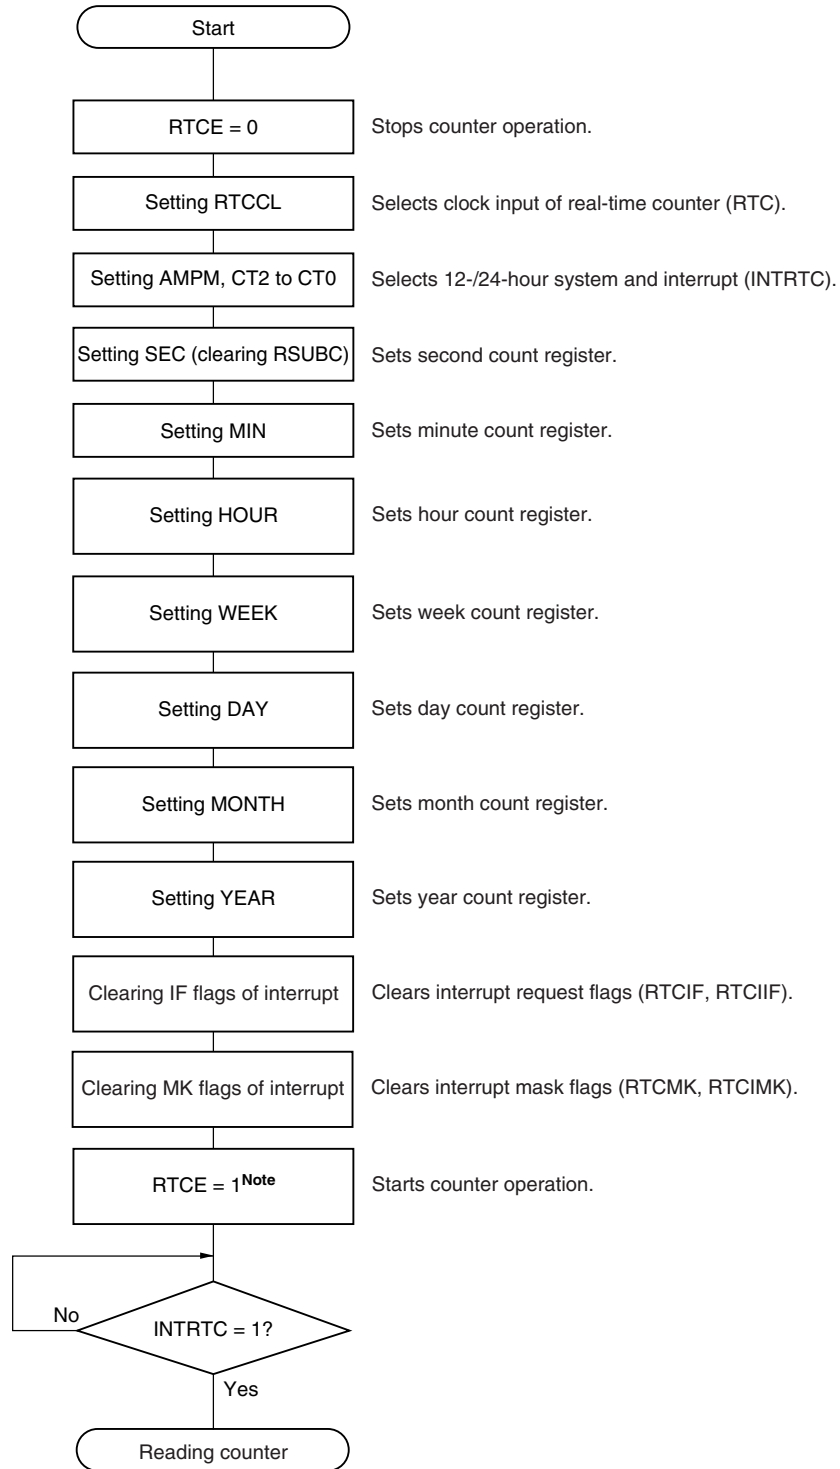 Start
RTCE = 0 Stops counter operation.
Setting RTCCL Selects clock input of real-time counter (RTC).
Setting AMPM, CT2 to CT0 Selects 12-/24-hour system and interrupt (INTRTC).
Setting SEC (clearing RSUBC) Sets second count register.
Setting MIN Sets minute count register.
Setting HOUR Sets hour count register.
Setting WEEK Sets week count register.
Setting DAY Sets day count register.
Setting MONTH Sets month count register.
Setting YEAR Sets year count register.
Clearing IF flags of interrupt Clears interrupt request flags (RTCIF, RTCIIF).
Clearing MK flags of interrupt Clears interrupt mask flags (RTCMK, RTCIMK).
RTCE = 1Note Starts counter operation.
No
INTRTC = 1?
Yes
Reading counter